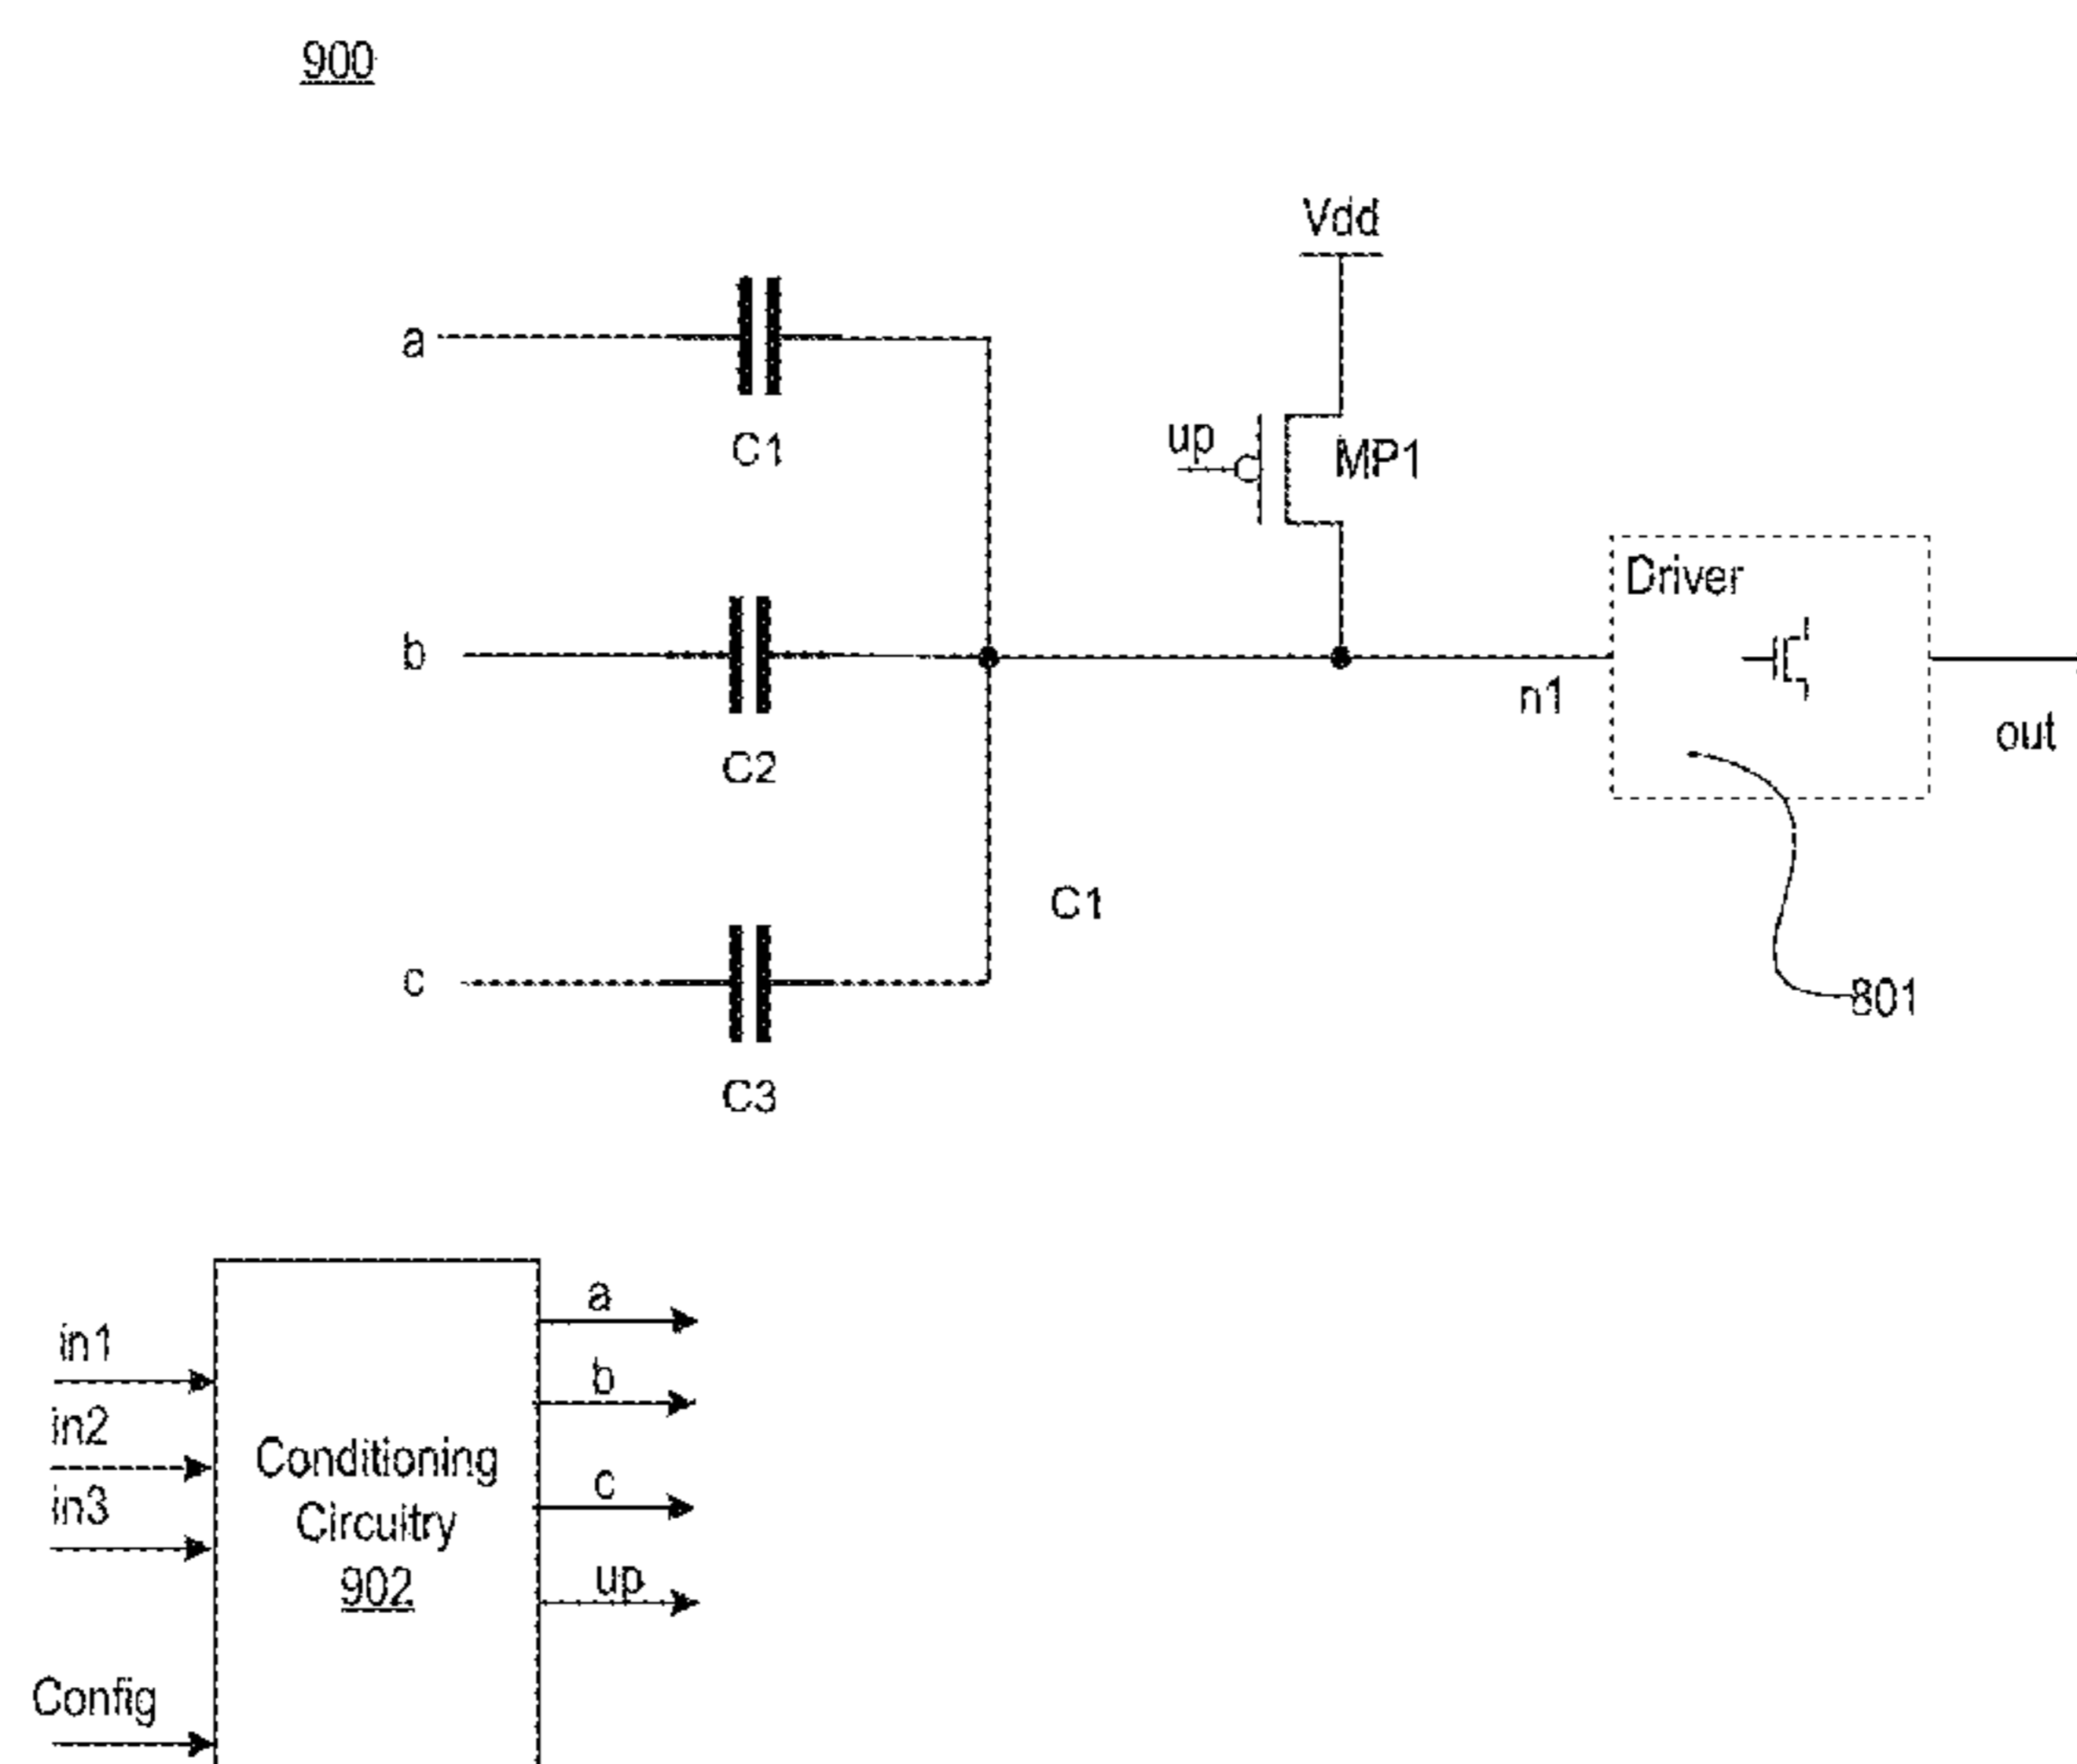 900
Vdd
a
C1
up
MP1
Driver
b
n1
out
C2
C1
c
801
C3
a
in1
b
in2
Conditioning
c
in3
Circuitry
902
up
Config